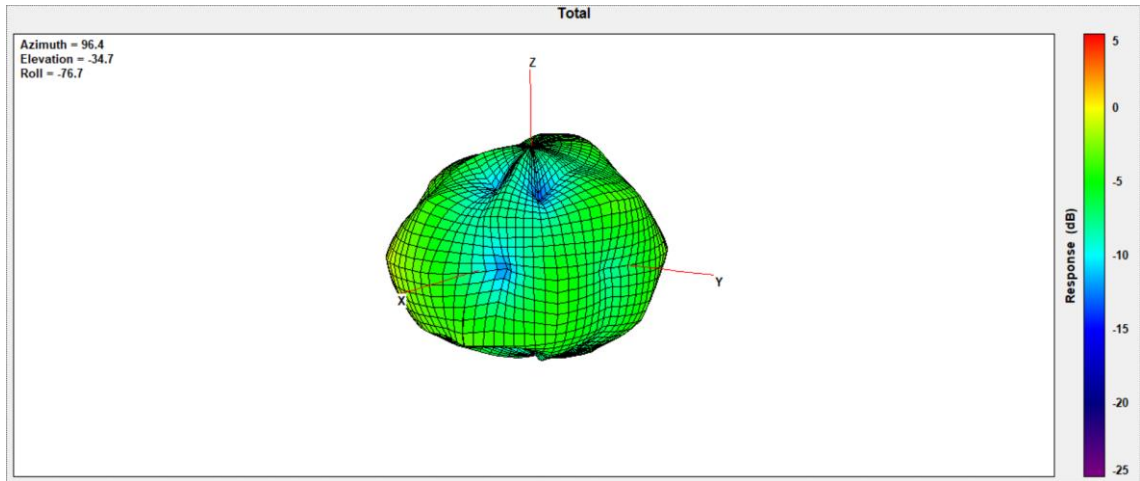 Total
Azimuth = 96.4
Elevation = -34.7
Roll = -76.7
Z
X
Y
5
0
-5
-10
-15
-20
-25
Response (dB)